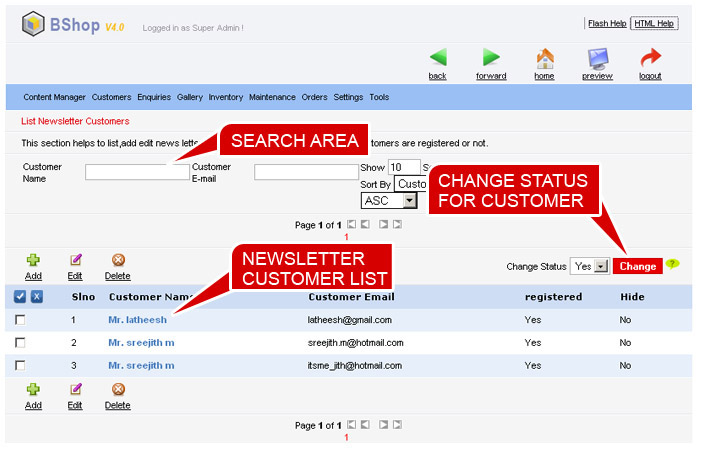 BShop V4.0 Logged in as Super Admin !
Flash Help HTML Help
back forward home preview logout
Content Manager Customers Enquiries Gallery Inventory Maintenance Orders Settings Tools
List Newsletter Customers
This section helps to list,add edit news lette tomers are registered or not.
SEARCH AREA
Customer Name
Customer E-mail
Show 10
Sort By Custo
ASC
CHANGE STATUS
FOR CUSTOMER
Page 1 of 1
1
Add Edit Delete
NEWSLETTER
CUSTOMER LIST
Change Status Yes Change ?
Slno Customer Name Customer Email registered Hide
1 Mr. latheesh latheesh@gmail.com Yes No
2 Mr. sreejith m sreejith.m@hotmail.com Yes No
3 Mr. sreejith m itsme_jith@hotmail.com Yes No
Add Edit Delete
Page 1 of 1
1